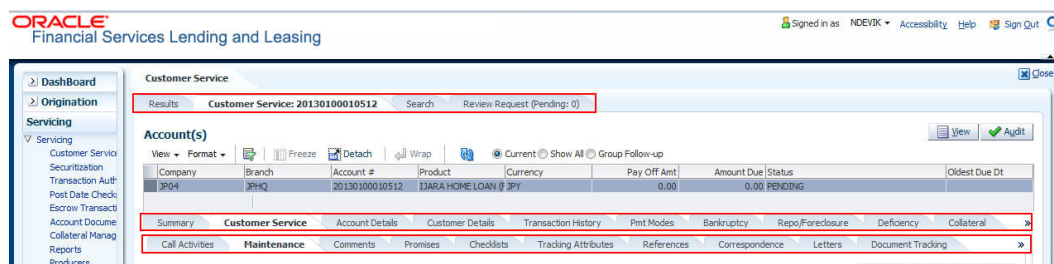 ORACLE
Financial Services Lending and Leasing
Signed in as NDEVIK Accessibility Help Sign Out
DashBoard
Origination
Servicing
Servicing
Customer Service
Securitization
Transaction Auth
Post Date Checks
Escrow Transacti
Account Docume
Collateral Manag
Reports
Producers
Customer Service
Close
Results Customer Service: 20130100010512 Search Review Request (Pending: 0)
Account(s)
View Audit
View Format Freeze Detach Wrap Current Show All Group Follow-up
Company Branch Account # Product Currency Pay Off Amt Amount Due Status Oldest Due Dt
JP04 JPHQ 20130100010512 IJARA HOME LOAN (F JPY 0.00 0.00 PENDING
Summary Customer Service Account Details Customer Details Transaction History Pmt Modes Bankruptcy Repo/Foreclosure Deficiency Collateral »
Call Activities Maintenance Comments Promises Checklists Tracking Attributes References Correspondence Letters Document Tracking »